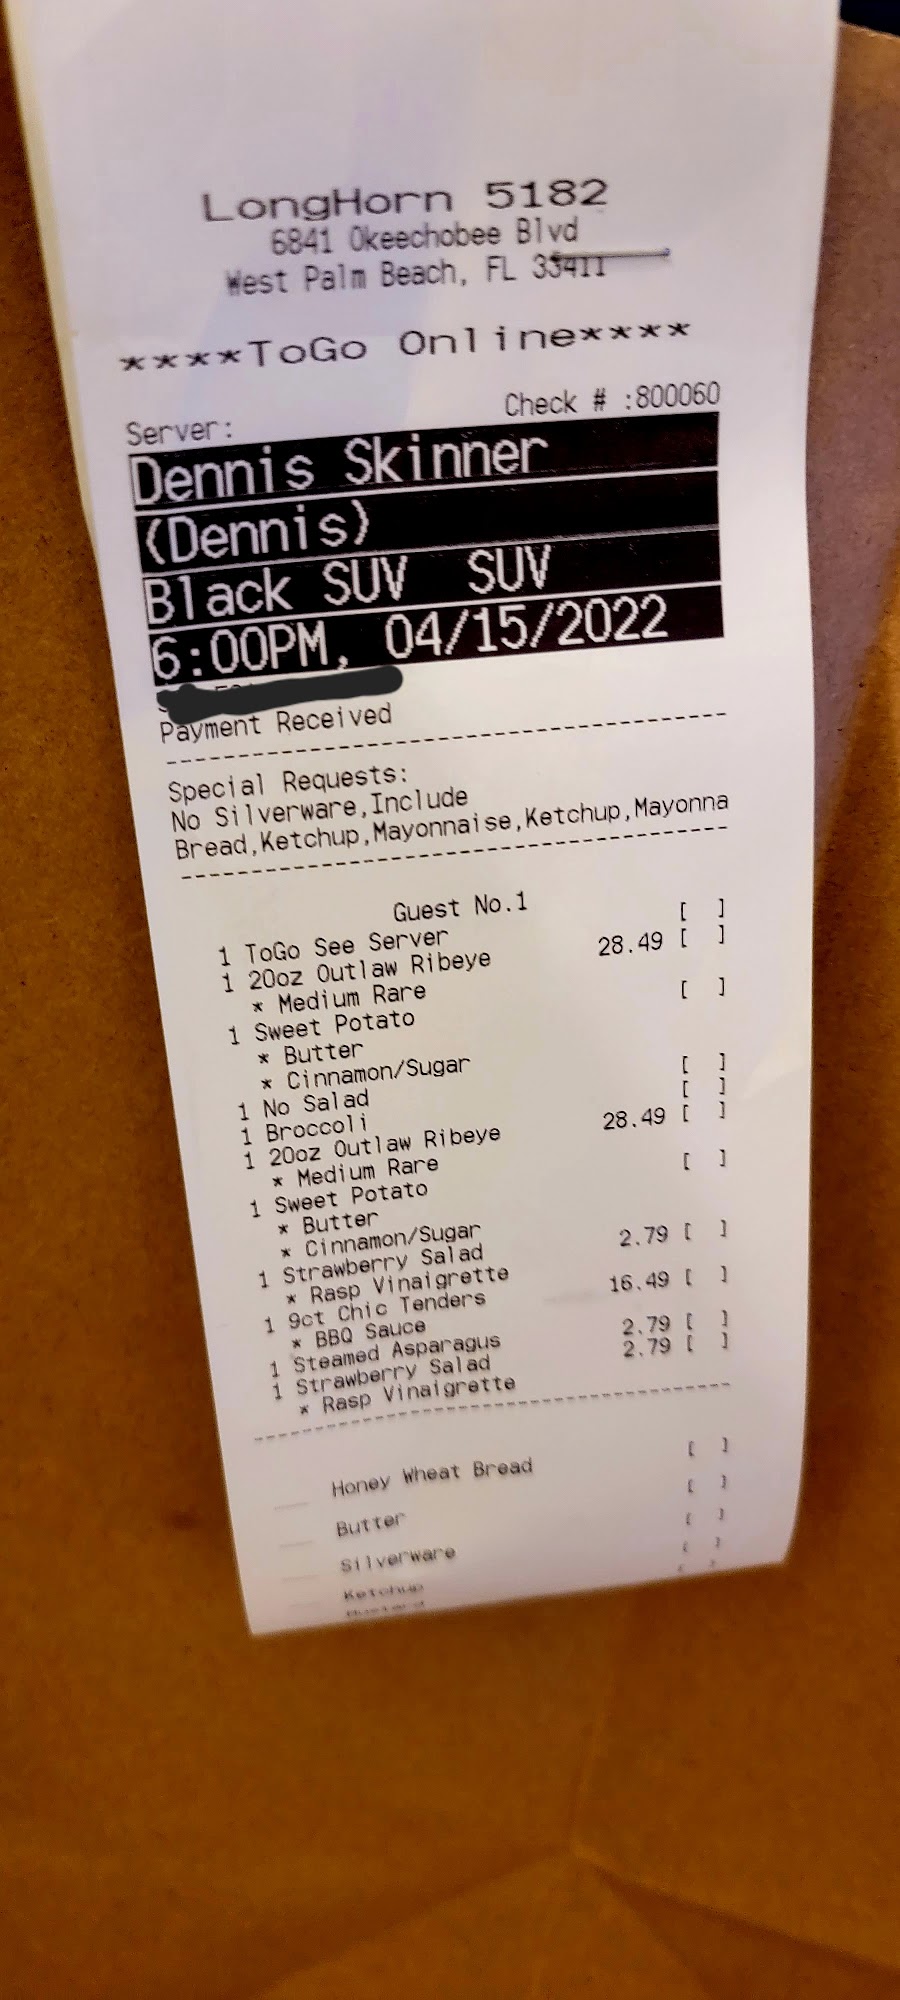 LongHorn 5182
6841 Okeechobee Blvd
West Palm Beach, FL 33411
****ToGo Online****
Check # :800060
Server:
Dennis Skinner
(Dennis)
Black SUV SUV
6:00PM, 04/15/2022
Payment Received
Special Requests:
No Silverware,Include
Bread,Ketchup,Mayonnaise,Ketchup,Mayonna
Guest No.1
1 ToGo See Server [ ]
1 20oz Outlaw Ribeye 28.49 [ ]
* Medium Rare
1 Sweet Potato [ ]
* Butter
* Cinnamon/Sugar
1 No Salad [ ]
1 Broccoli [ ]
1 20oz Outlaw Ribeye 28.49 [ ]
* Medium Rare
1 Sweet Potato [ ]
* Butter
* Cinnamon/Sugar
1 Strawberry Salad 2.79 [ ]
* Rasp Vinaigrette
1 9ct Chic Tenders 16.49 [ ]
* BBQ Sauce
1 Steamed Asparagus 2.79 [ ]
1 Strawberry Salad 2.79 [ ]
* Rasp Vinaigrette
Honey Wheat Bread [ ]
Butter [ ]
Silverware [ ]
Ketchup [ ]